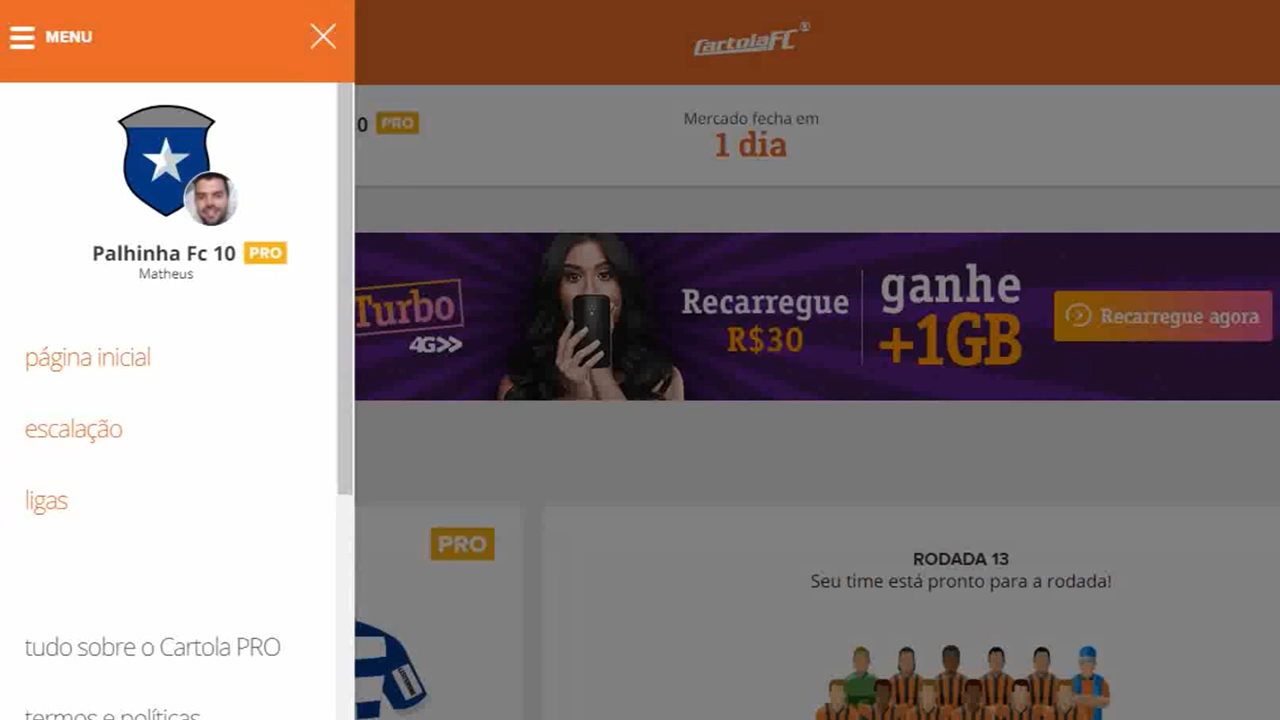 MENU
CartolaFC
0 PRO
Mercado fecha em
1 dia
Palhinha Fc 10 PRO
Matheus
Turbo
4G>>
Recarregue
R$30
ganhe
+1GB
Recarregue agora
página inicial
escalação
ligas
PRO
RODADA 13
Seu time está pronto para a rodada!
tudo sobre o Cartola PRO
termos e políticas